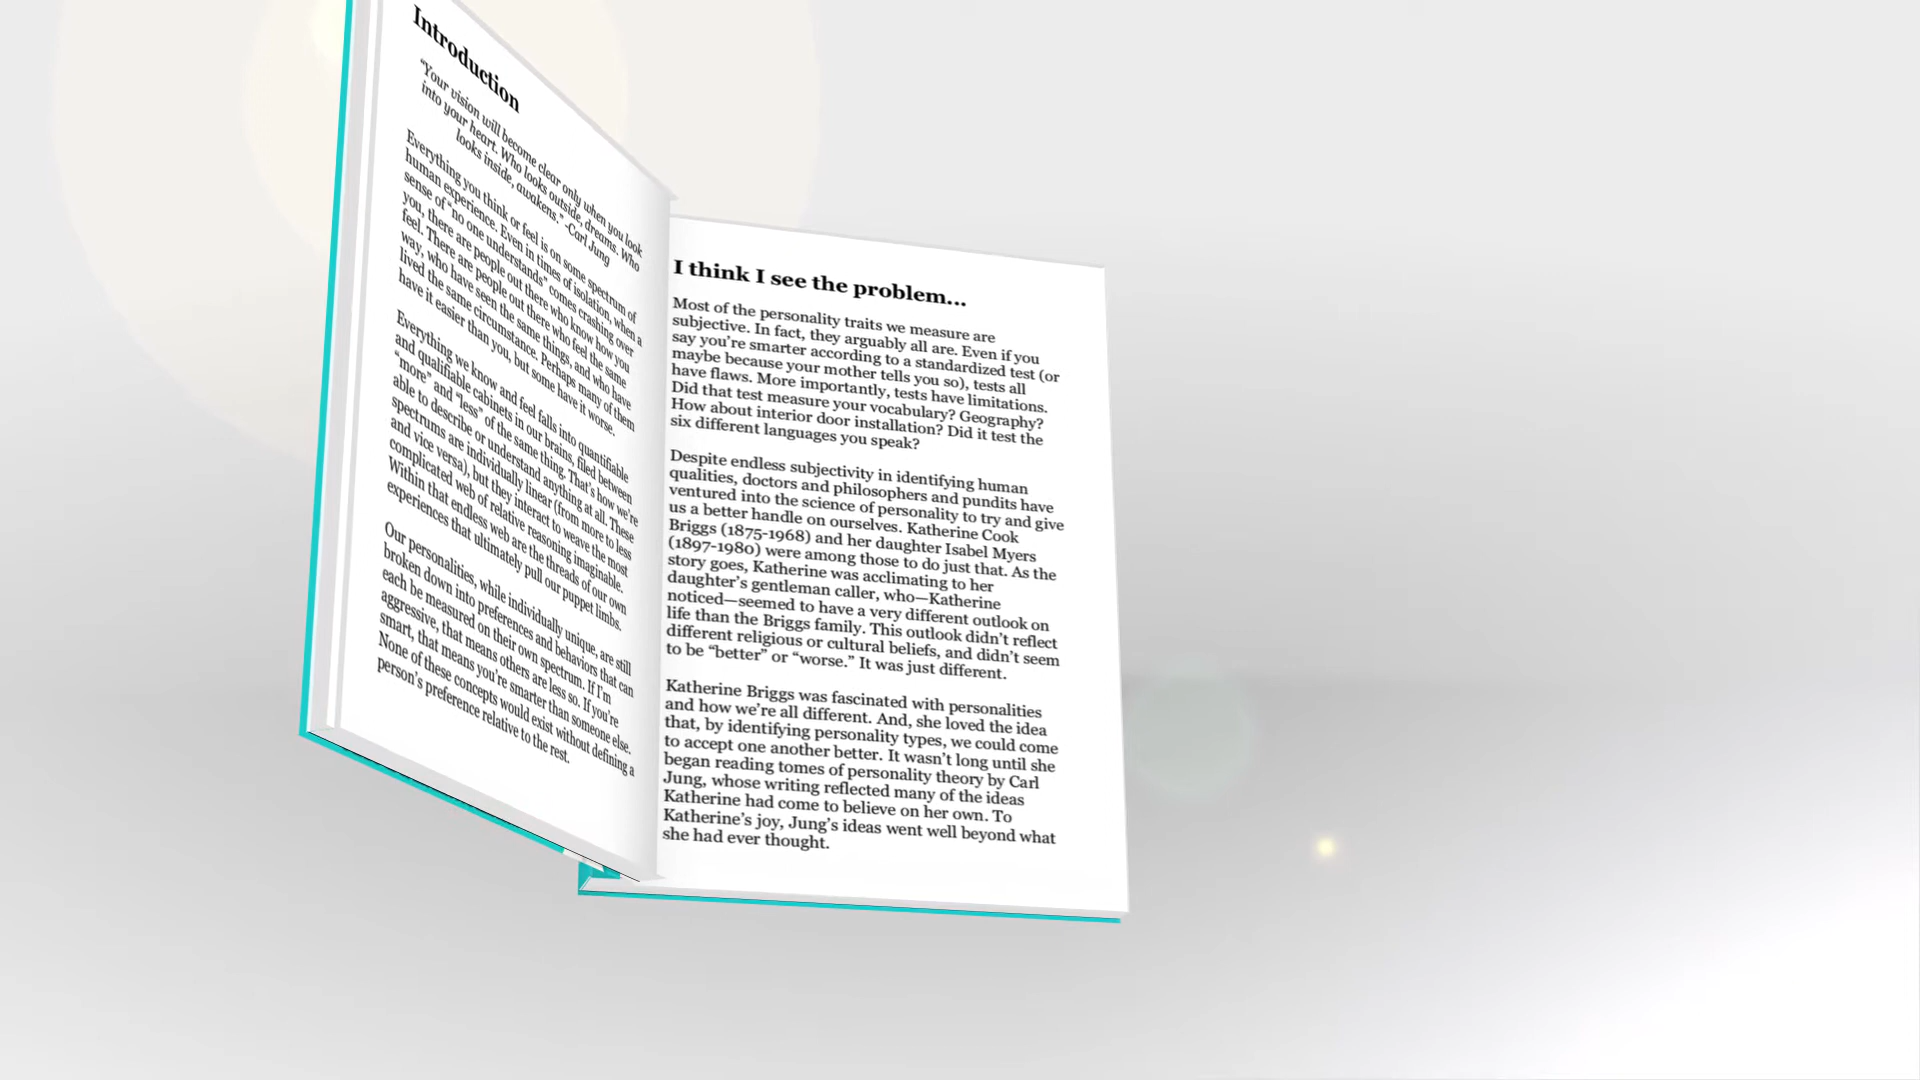 Introduction
“Your vision will become clear only when you look
into your heart. Who looks outside, dreams. Who
looks inside, awakens.” -Carl Jung
Everything you think or feel is on some spectrum of
human experience. Even in times of isolation, when a
sense of “no one understands” comes crashing over
you, there are people out there who know how you
feel. There are people out there who feel the same
way, who have seen the same things, and who have
lived the same circumstance. Perhaps many of them
have it easier than you, but some have it worse.
Everything we know and feel falls into quantifiable
and qualifiable cabinets in our brains, filed between
“more” and “less” of the same thing. That’s how we’re
able to describe or understand anything at all. These
spectrums are individually linear (from more to less
and vice versa), but they interact to weave the most
complicated web of relative reasoning imaginable.
Within that endless web are the threads of our own
experiences that ultimately pull our puppet limbs.
Our personalities, while individually unique, are still
broken down into preferences and behaviors that can
each be measured on their own spectrum. If I’m
aggressive, that means others are less so. If you’re
smart, that means you’re smarter than someone else.
None of these concepts would exist without defining a
person’s preference relative to the rest.
I think I see the problem...
Most of the personality traits we measure are
subjective. In fact, they arguably all are. Even if you
say you’re smarter according to a standardized test (or
maybe because your mother tells you so), tests all
have flaws. More importantly, tests have limitations.
Did that test measure your vocabulary? Geography?
How about interior door installation? Did it test the
six different languages you speak?
Despite endless subjectivity in identifying human
qualities, doctors and philosophers and pundits have
ventured into the science of personality to try and give
us a better handle on ourselves. Katherine Cook
Briggs (1875-1968) and her daughter Isabel Myers
(1897-1980) were among those to do just that. As the
story goes, Katherine was acclimating to her
daughter’s gentleman caller, who—Katherine
noticed—seemed to have a very different outlook on
life than the Briggs family. This outlook didn’t reflect
different religious or cultural beliefs, and didn’t seem
to be “better” or “worse.” It was just different.
Katherine Briggs was fascinated with personalities
and how we’re all different. And, she loved the idea
that, by identifying personality types, we could come
to accept one another better. It wasn’t long until she
began reading tomes of personality theory by Carl
Jung, whose writing reflected many of the ideas
Katherine had come to believe on her own. To
Katherine’s joy, Jung’s ideas went well beyond what
she had ever thought.